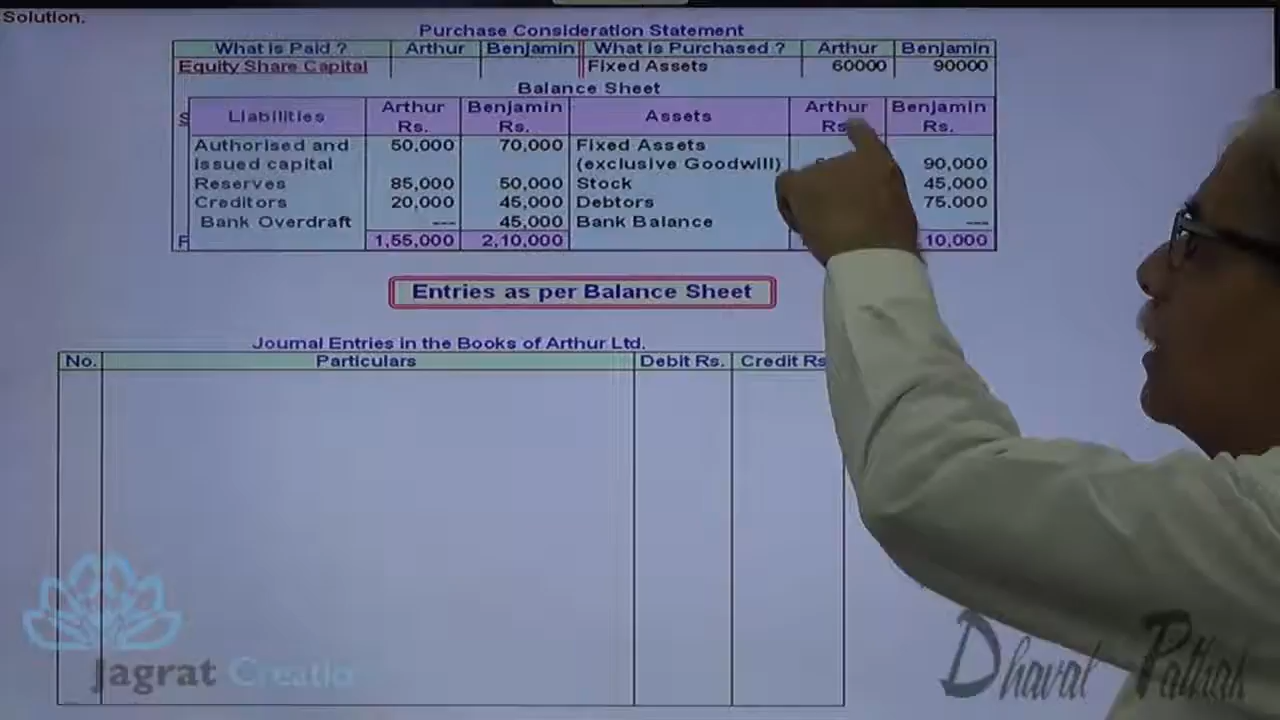 Solution.
Purchase Consideration Statement
What is Paid ? Arthur Benjamin What is Purchased ? Arthur Benjamin
Equity Share Capital Fixed Assets 60000 90000
Balance Sheet
Liabilities Arthur Rs. Benjamin Rs. Assets Arthur Rs. Benjamin Rs.
Authorised and 50,000 70,000 Fixed Assets
issued capital (exclusive Goodwill) 90,000
Reserves 85,000 50,000 Stock 45,000
Creditors 20,000 45,000 Debtors 75.000
Bank Overdraft --- 45,000 Bank Balance ---
1,55,000 2,10,000 10,000
Entries as per Balance Sheet
Journal Entries in the Books of Arthur Ltd.
No. Particulars Debit Rs. Credit Rs
Jagrat Creatio
Dhaval Pathak